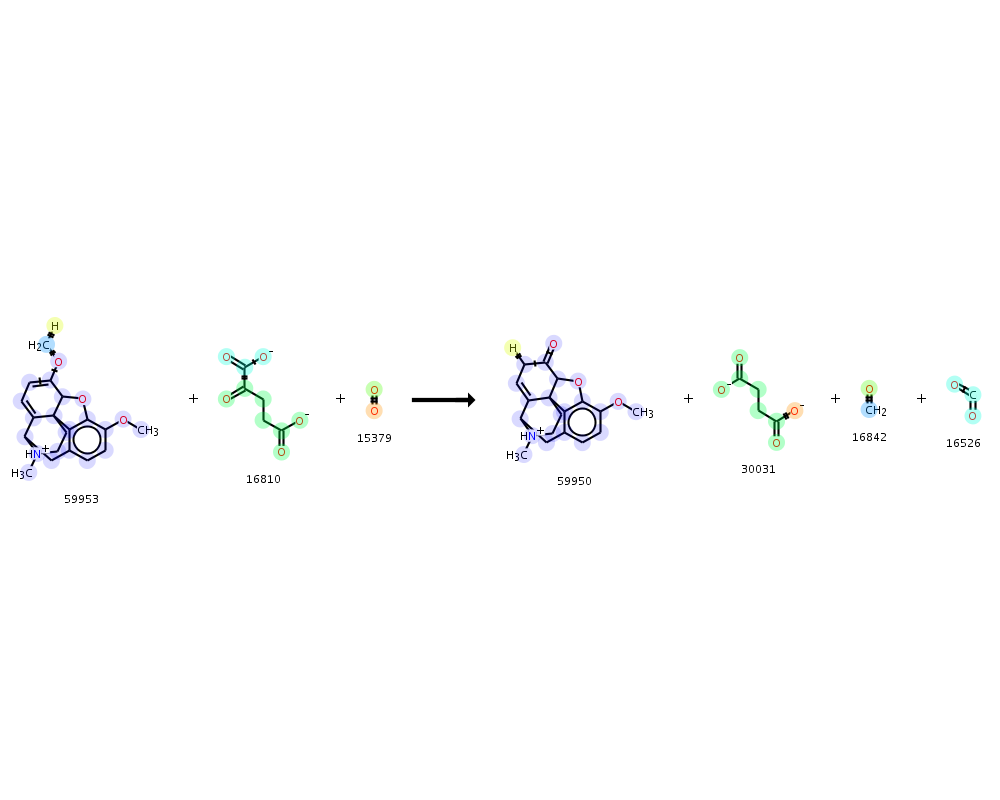 H
H₂C
O
O
O
CH₃
HN⁺
H₃C
59953
+
O
O⁻
O
O⁻
O
16810
+
O
O
15379
H
O
O
O
CH₃
HN⁺
H₃C
59950
+
O
O⁻
O⁻
O
30031
+
O
CH₂
16842
+
O
C
O
16526